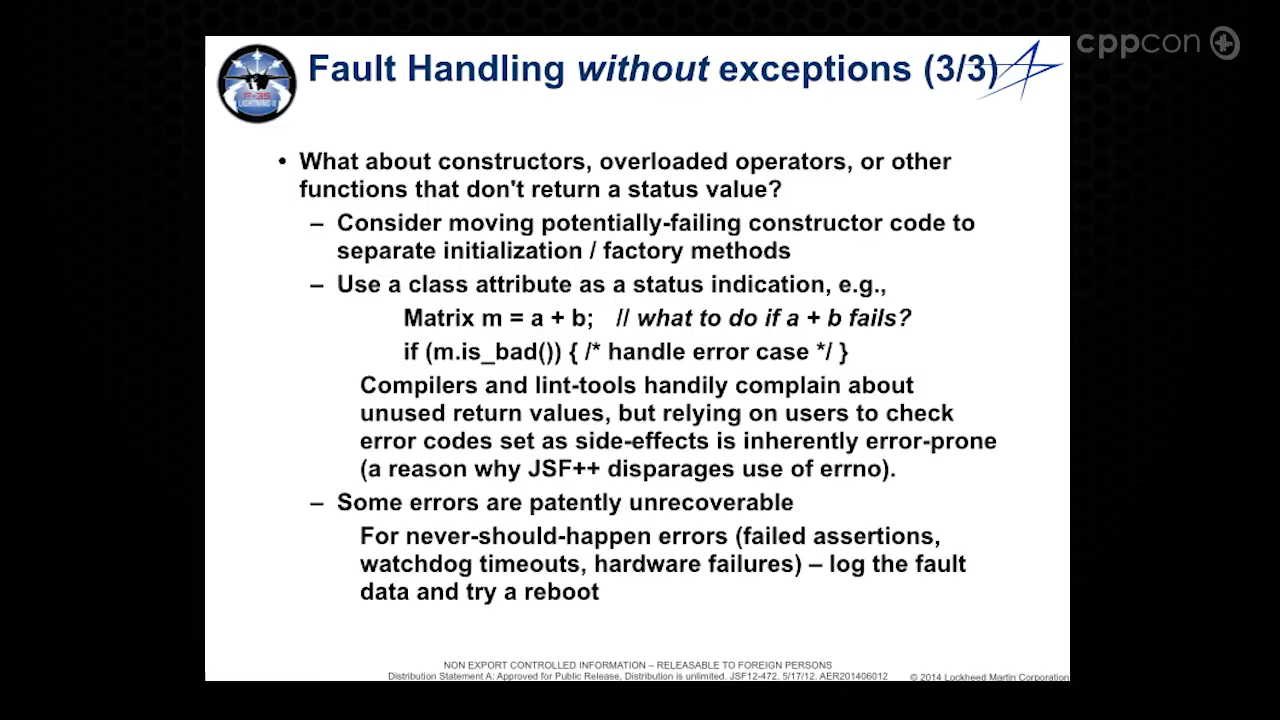 cppcon
F-35
LIGHTNING II
Fault Handling without exceptions (3/3)
• What about constructors, overloaded operators, or other
functions that don't return a status value?
– Consider moving potentially-failing constructor code to
separate initialization / factory methods
– Use a class attribute as a status indication, e.g.,
Matrix m = a + b; // what to do if a + b fails?
if (m.is_bad()) { /* handle error case */ }
Compilers and lint-tools handily complain about
unused return values, but relying on users to check
error codes set as side-effects is inherently error-prone
(a reason why JSF++ disparages use of errno).
– Some errors are patently unrecoverable
For never-should-happen errors (failed assertions,
watchdog timeouts, hardware failures) – log the fault
data and try a reboot
NON EXPORT CONTROLLED INFORMATION – RELEASABLE TO FOREIGN PERSONS
Distribution Statement A: Approved for Public Release, Distribution is unlimited. JSF12-472, 5/17/12. AER201406012
© 2014 Lockheed Martin Corporation